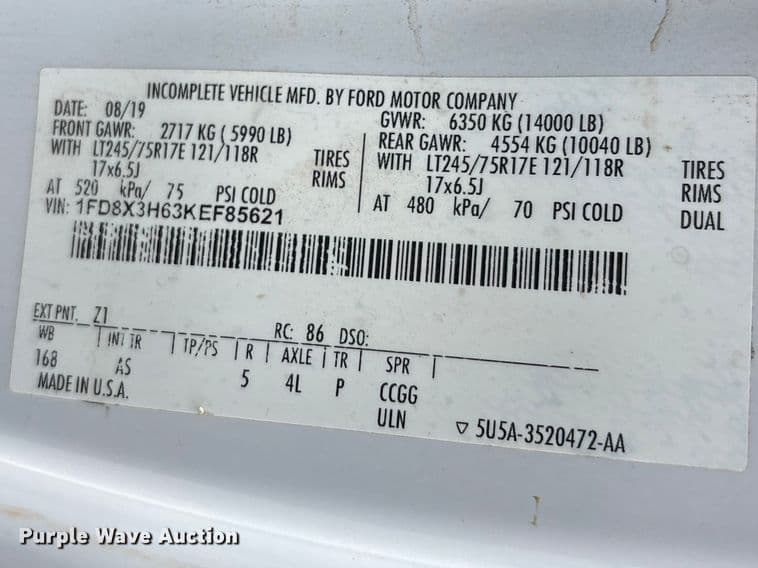 INCOMPLETE VEHICLE MFD. BY FORD MOTOR COMPANY
DATE: 08/19
GVWR: 6350 KG (14000 LB)
FRONT GAWR: 2717 KG ( 5990 LB)
REAR GAWR: 4554 KG (10040 LB)
WITH LT245/75R17E 121/118R TIRES
WITH LT245/75R17E 121/118R TIRES
17x6.5J RIMS
17x6.5J RIMS
AT 520 kPa/ 75 PSI COLD
AT 480 kPa/ 70 PSI COLD DUAL
VIN: 1FD8X3H63KEF85621
EXT PNT. Z1 RC: 86 DSO:
WB INT TR TP/PS R AXLE TR SPR
168 AS 5 4L P CCGG
MADE IN U.S.A. ULN
▽ 5U5A-3520472-AA
Purple Wave Auction